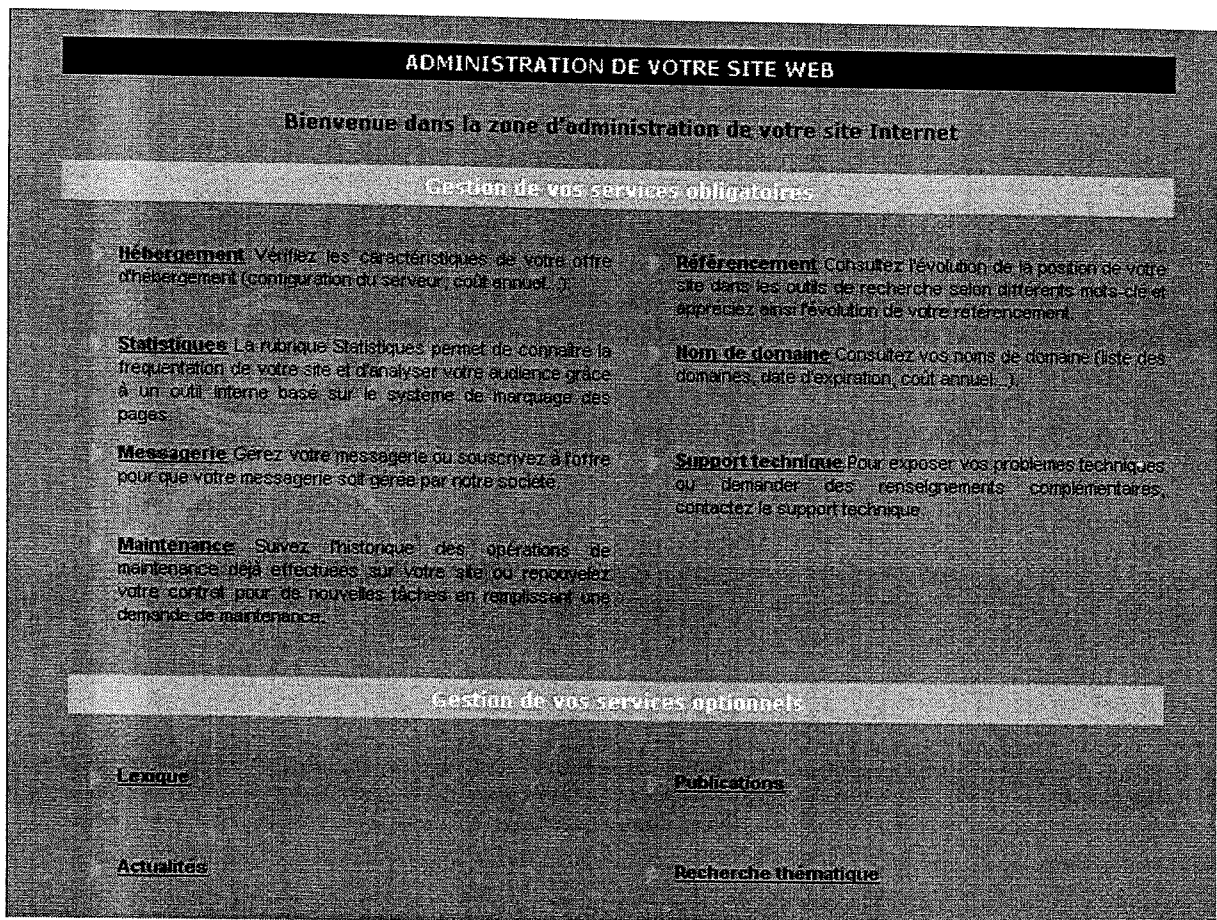 ADMINISTRATION DE VOTRE SITE WEB
Bienvenue dans la zone d'administration de votre site Internet
Gestion de vos services obligatoires
Hébergement Vérifiez les caractéristiques de votre offre
d'hébergement (configuration du serveur, coût annuel...).
Statistiques La rubrique Statistiques permet de connaître la
fréquentation de votre site et d'analyser votre audience grâce
à un outil interne basé sur le système de marquage des
pages.
Messagerie Gérez votre messagerie ou souscrivez à l'offre
pour que votre messagerie soit gérée par notre société.
Maintenance Suivez l'historique des opérations de
maintenance déjà effectuées sur votre site ou renouvelez
votre contrat pour de nouvelles tâches en remplissant une
demande de maintenance.
Référencement Consultez l'évolution de la position de votre
site dans les outils de recherche selon différents mots-clé et
appréciez ainsi l'évolution de votre référencement.
Nom de domaine Consultez vos noms de domaine (liste des
domaines, date d'expiration, coût annuel...).
Support technique Pour exposer vos problèmes techniques
ou demander des renseignements complémentaires,
contactez le support technique.
Gestion de vos services optionnels
Lexique
Publications
Actualités
Recherche thématique